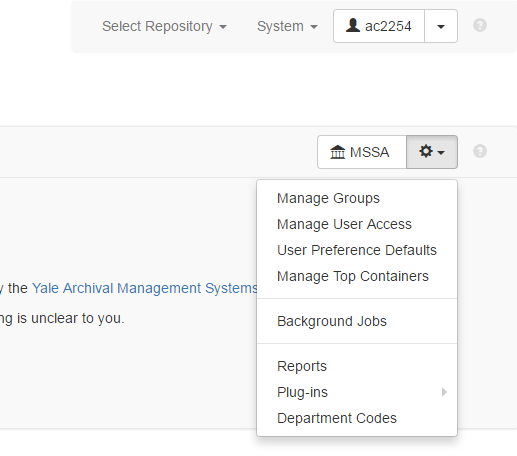 Select Repository System ac2254 ?
MSSA ?
Manage Groups
Manage User Access
User Preference Defaults
Manage Top Containers
the Yale Archival Management Systems
ng is unclear to you.
Background Jobs
Reports
Plug-ins
Department Codes